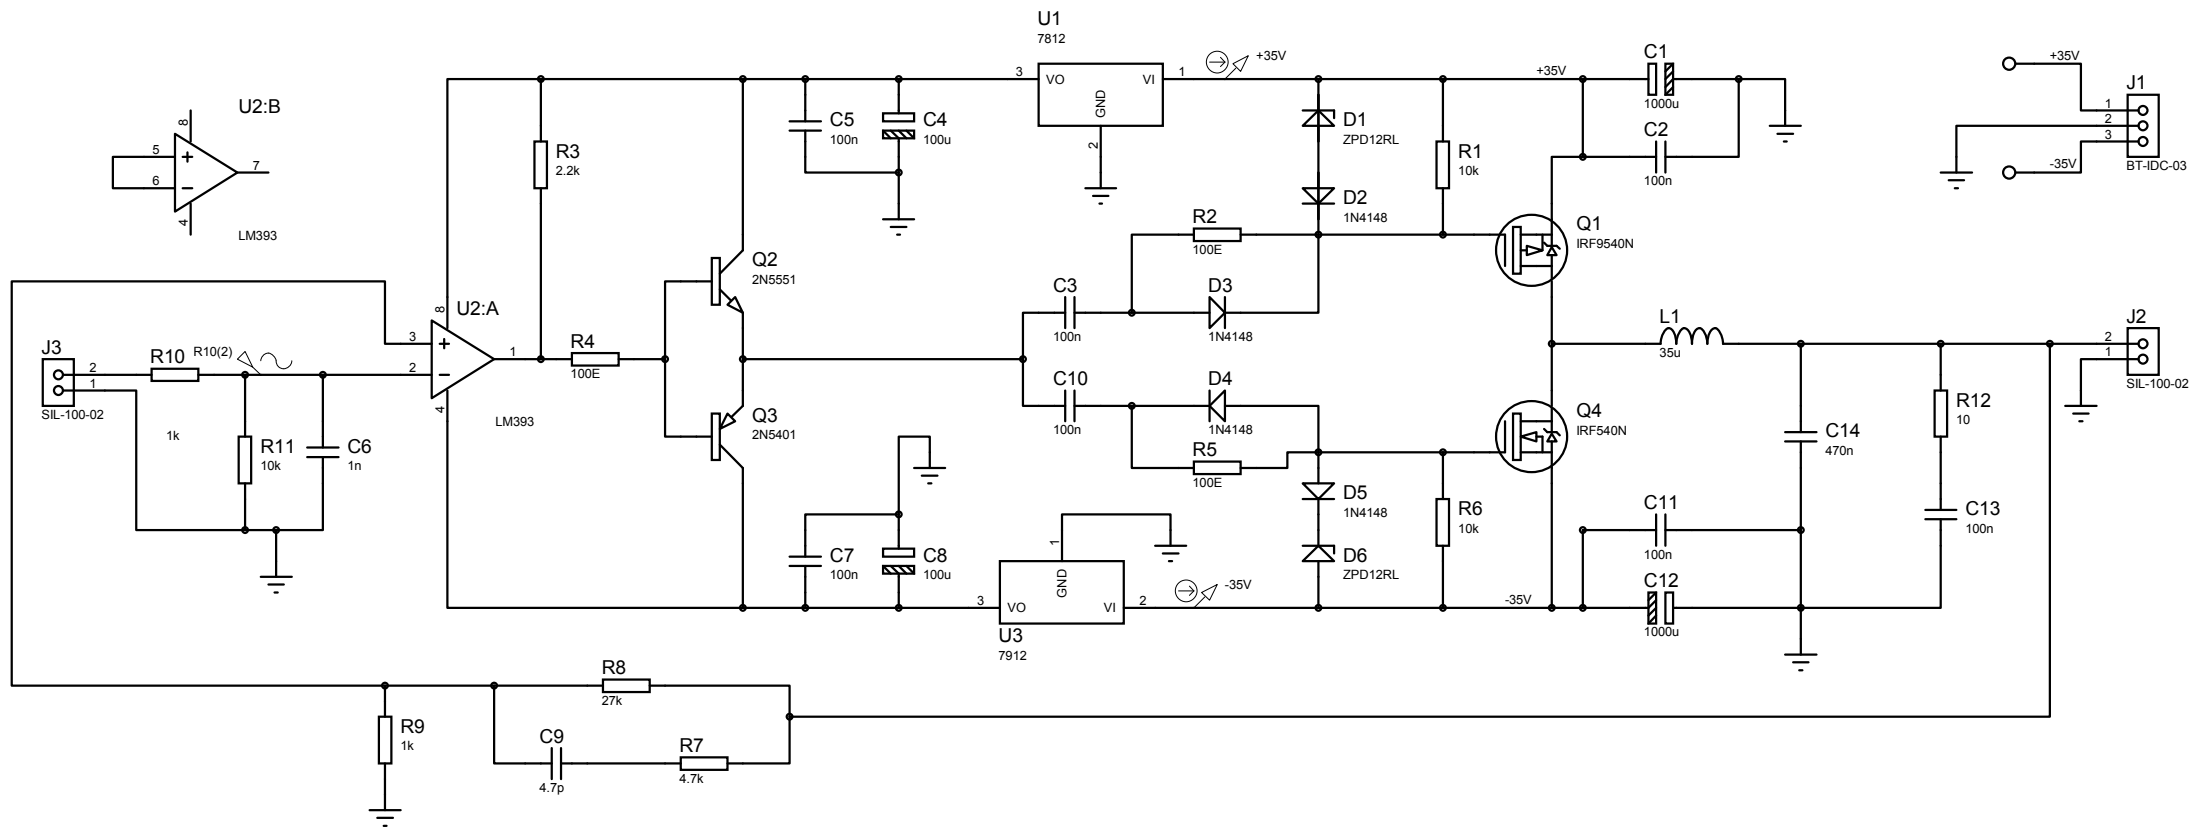 U1
7812
3
VO
VI
1
GND
2
+35V
+35V
C1
1000u
C2
100n
+35V
J1
1
2
3
-35V
BT-IDC-03
U2:B
8
5
6
7
4
LM393
R3
2.2k
C5
100n
C4
100u
D1
ZPD12RL
D2
1N4148
R1
10k
R2
100E
Q1
IRF9540N
Q2
2N5551
C3
100n
D3
1N4148
U2:A
8
3
2
1
4
LM393
J3
2
1
SIL-100-02
R10
R10(2)
1k
R11
10k
C6
1n
R4
100E
Q3
2N5401
C10
100n
D4
1N4148
R5
100E
L1
35u
J2
2
1
SIL-100-02
Q4
IRF540N
R12
10
C14
470n
C13
100n
D5
1N4148
D6
ZPD12RL
R6
10k
C11
100n
C12
1000u
C7
100n
C8
100u
1
GND
3
VO
VI
2
U3
7912
-35V
-35V
R8
27k
R9
1k
C9
4.7p
R7
4.7k